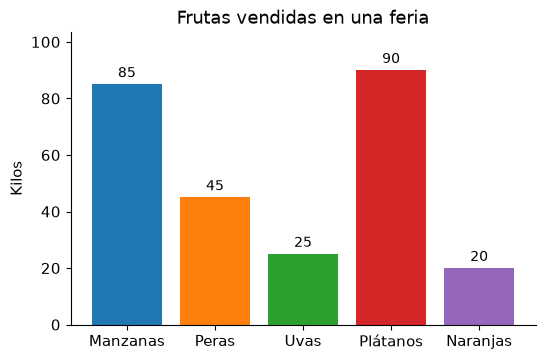 Frutas vendidas en una feria
Kilos
100
80
60
40
20
0
85
45
25
90
20
Manzanas
Peras
Uvas
Plátanos
Naranjas